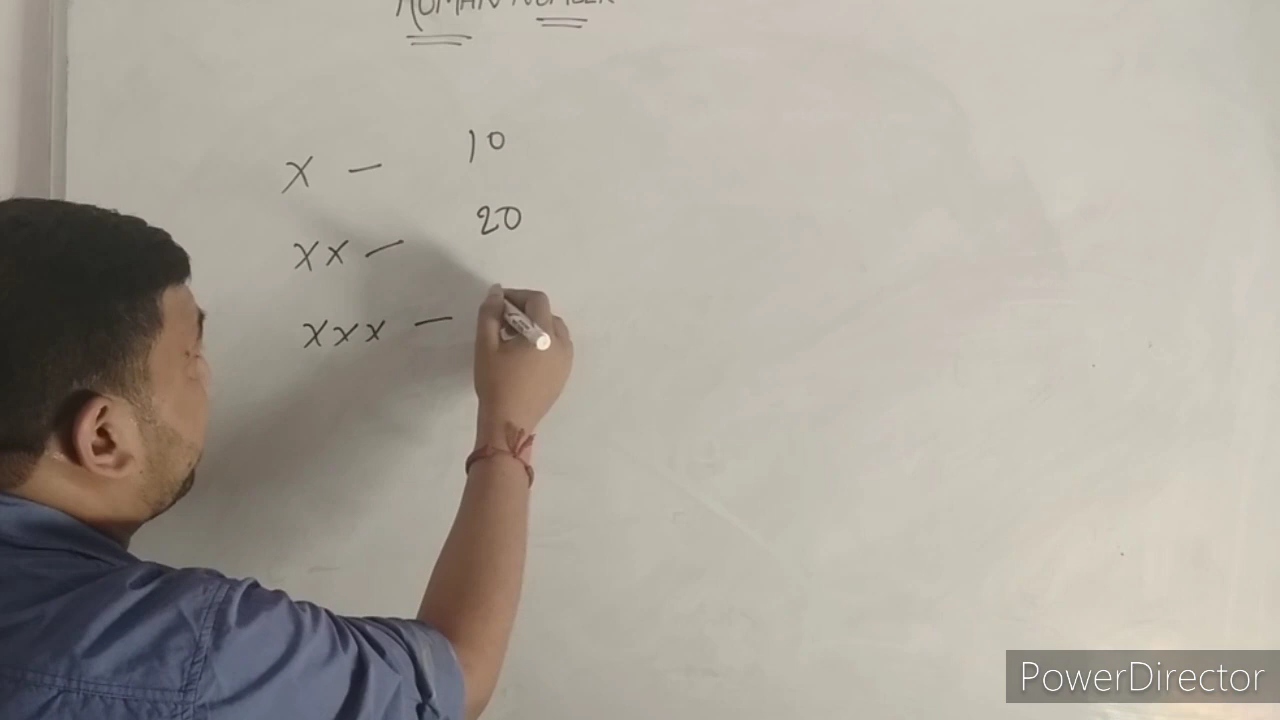 ROMAN NUMBER
X - 10
XX - 20
XXX -
PowerDirector